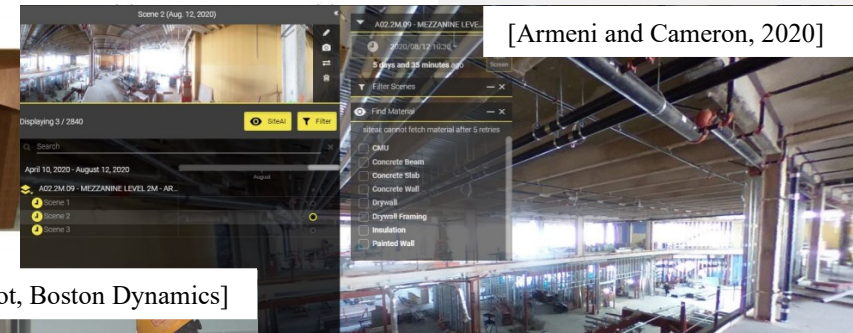 Scene 2 (Aug. 12, 2020)
Displaying 3 / 2840
SiteAI
Filter
Search
April 10, 2020 - August 12, 2020
August
A02.2M.09 - MEZZANINE LEVEL 2M - AR...
Scene 1
Scene 2
Scene 3
A02.2M.09 - MEZZANINE LEVE...
2020/08/12 10:30
5 days and 35 minutes ago
Screen
Filter Scenes
Find Material
siteai: cannot fetch material after 5 retries
CMU
Concrete Beam
Concrete Slab
Concrete Wall
Drywall
Drywall Framing
Insulation
Painted Wall
[Armeni and Cameron, 2020]
ot, Boston Dynamics]